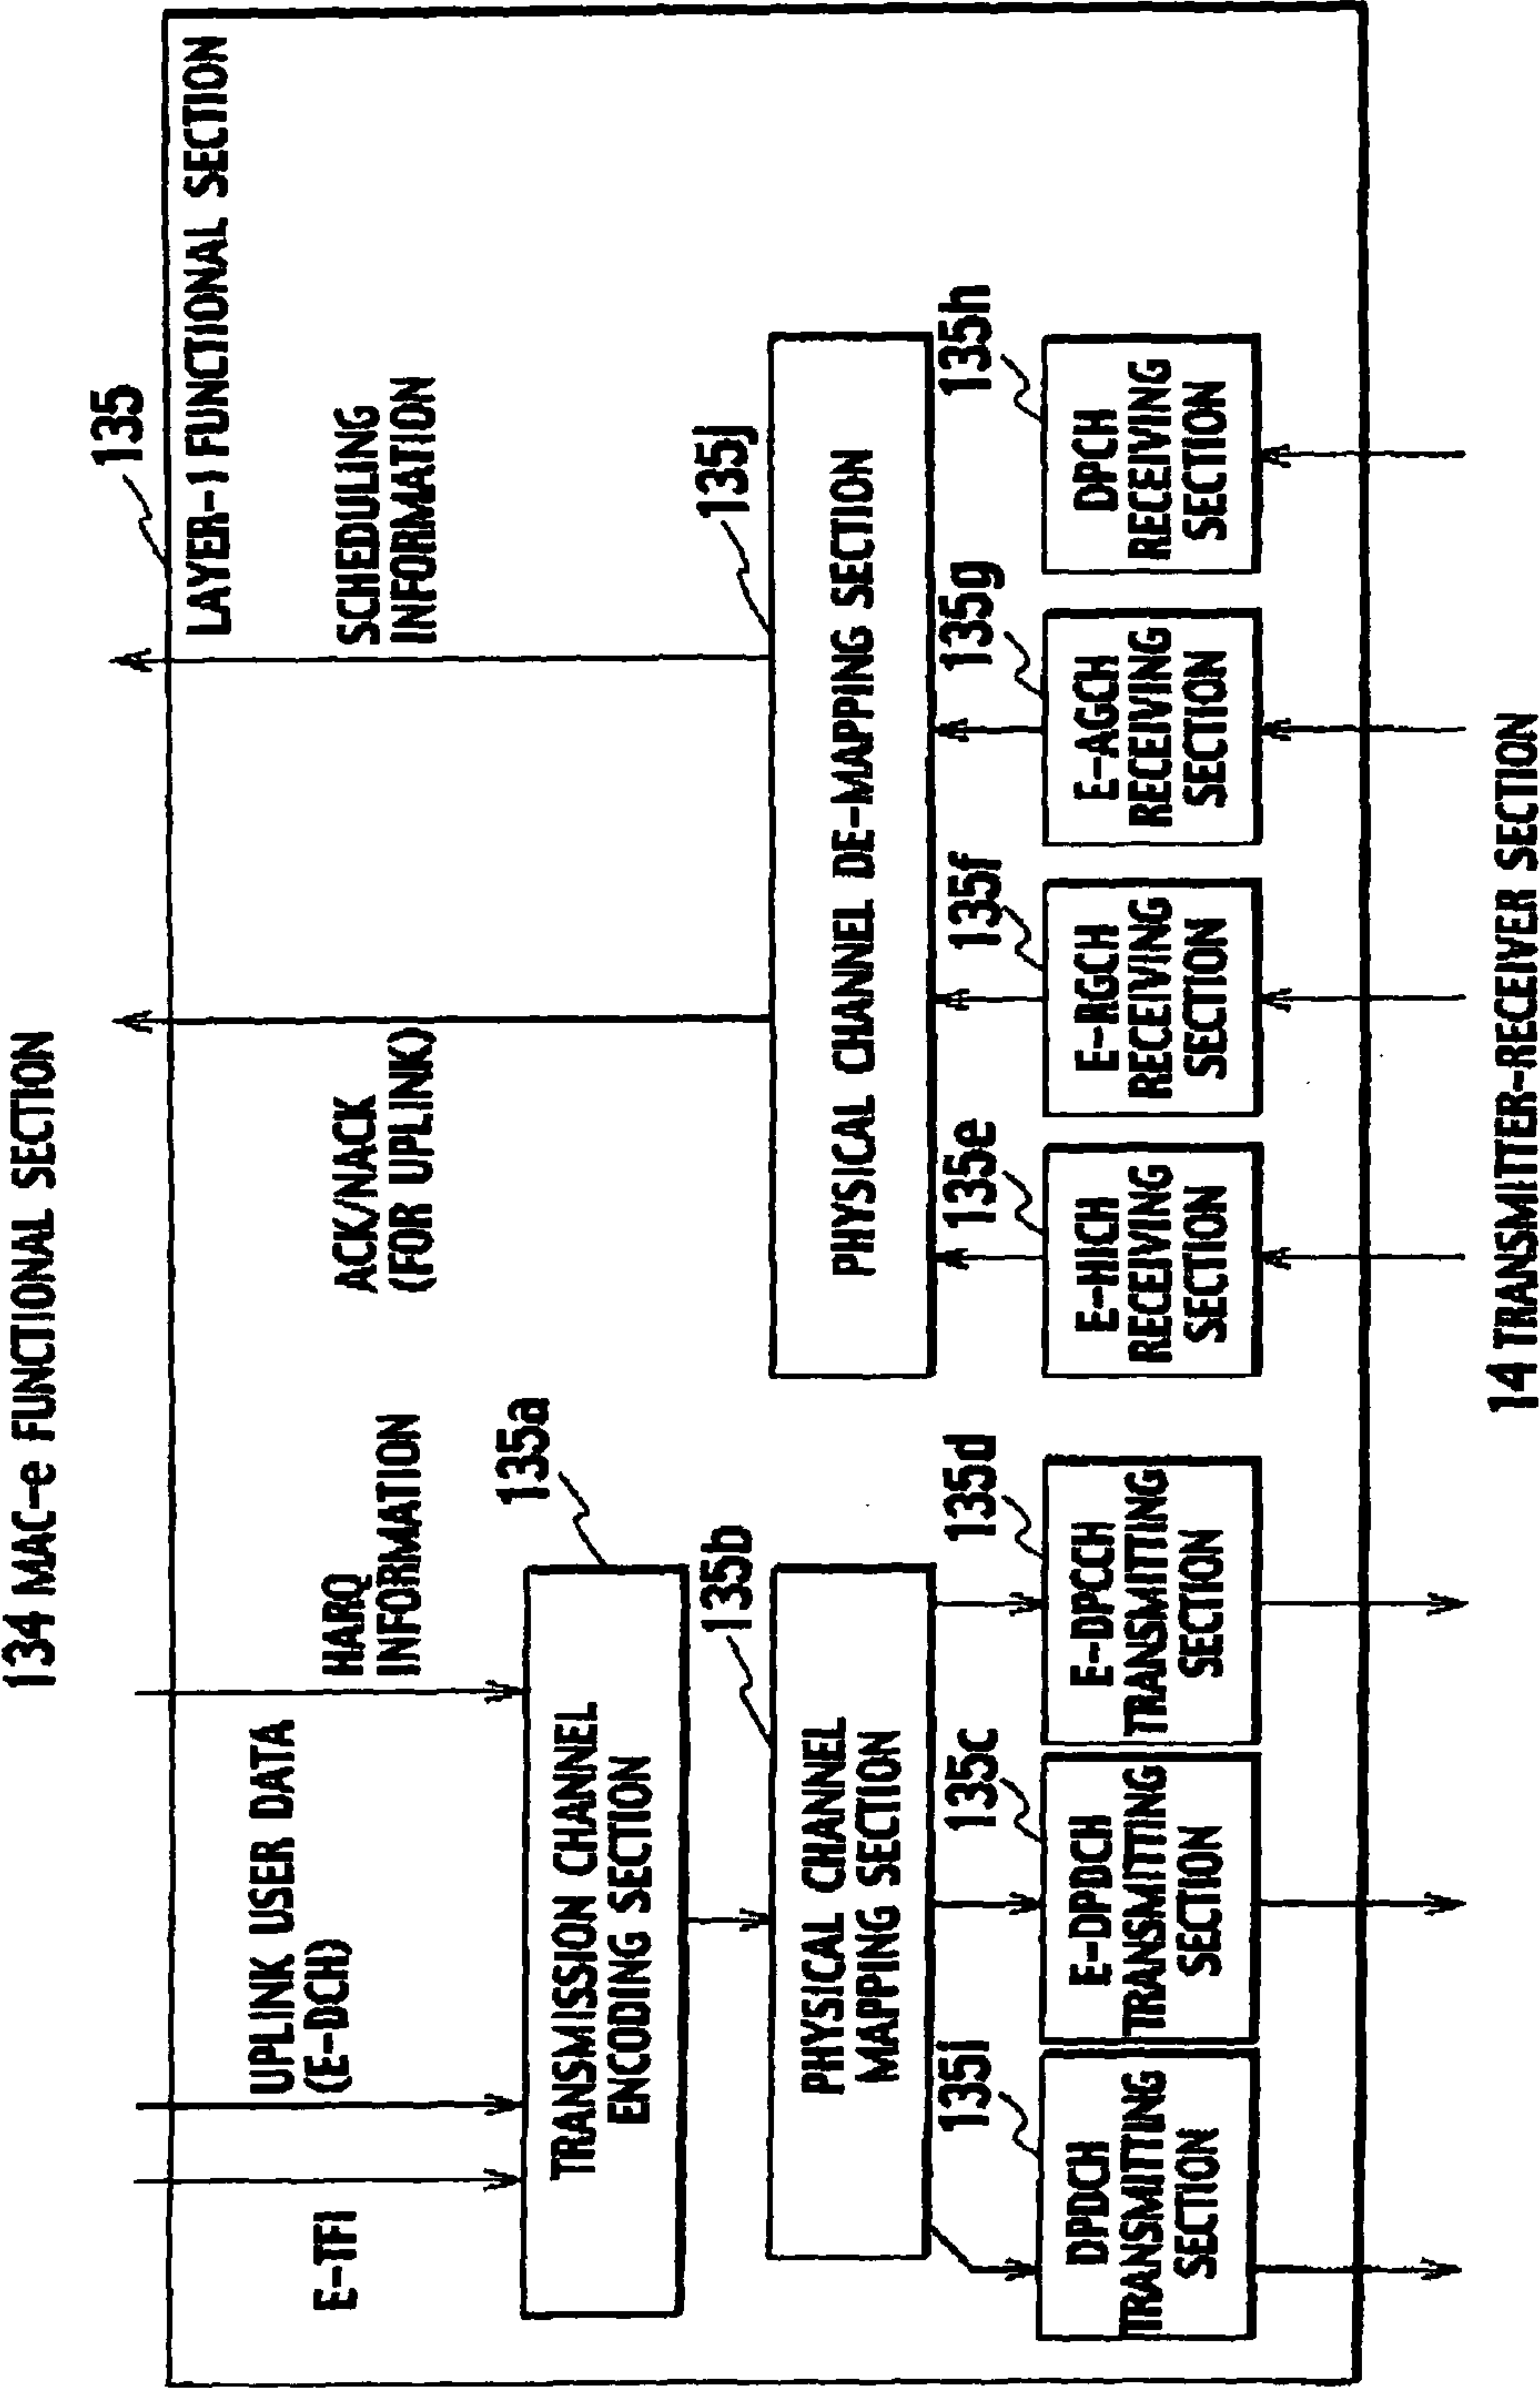 134 MAC-e FUNCTIONAL SECTION
135
LAYER-1 FUNCTIONAL SECTION
E-TFI
UPLINK USER DATA
(E-DCH)
HARQ
INFORMATION
ACK/NACK
(FOR UPLINK)
SCHEDULING
INFORMATION
135a
TRANSMISSION CHANNEL
ENCODING SECTION
135b
PHYSICAL CHANNEL
MAPPING SECTION
135j
PHYSICAL CHANNEL DE-MAPPING SECTION
135i
DPDCH
TRANSMITTING
SECTION
135c
E-DPDCH
TRANSMITTING
SECTION
135d
E-DPCCH
TRANSMITTING
SECTION
135e
E-HICH
RECEIVING
SECTION
135f
E-RGCH
RECEIVING
SECTION
135g
E-AGCH
RECEIVING
SECTION
135h
DPCH
RECEIVING
SECTION
14 TRANSMITTER-RECEIVER SECTION